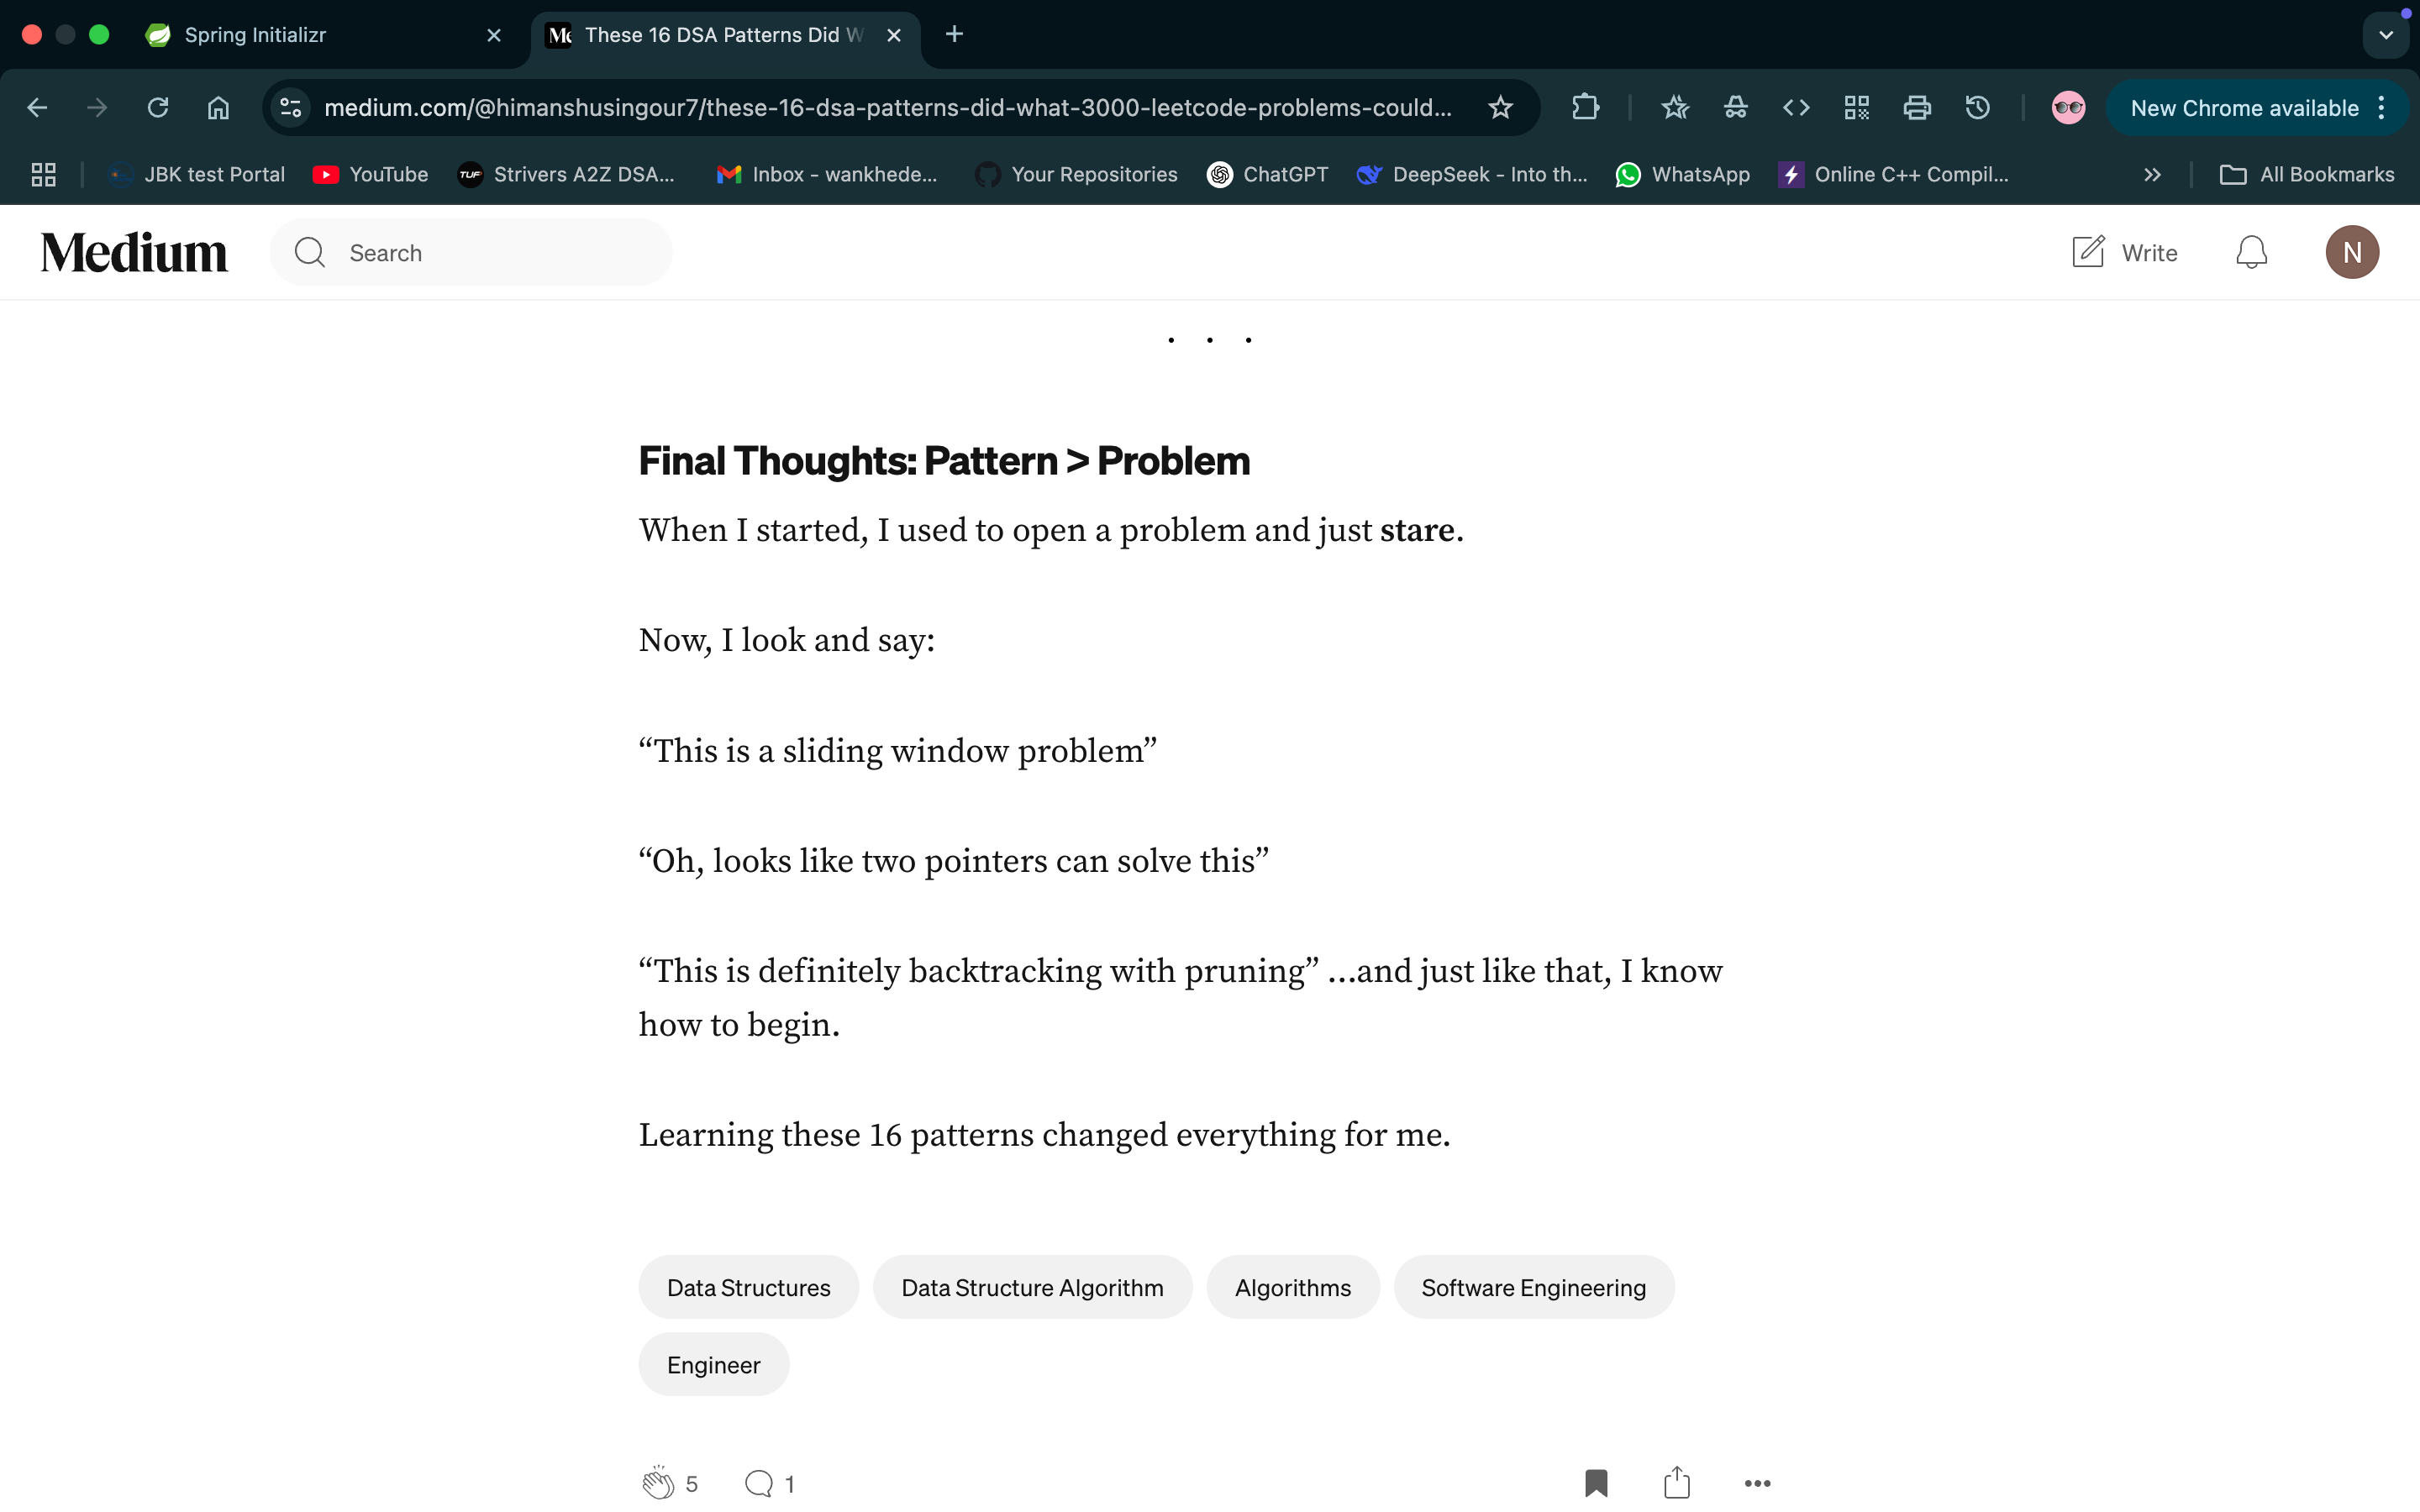 Spring Initializr
These 16 DSA Patterns Did W
medium.com/@himanshusingour7/these-16-dsa-patterns-did-what-3000-leetcode-problems-could...
New Chrome available
JBK test Portal
YouTube
TUF
Strivers A2Z DSA...
Inbox - wankhede...
Your Repositories
ChatGPT
DeepSeek - Into th...
WhatsApp
Online C++ Compil...
All Bookmarks
Medium
Search
Write
N
. . .
Final Thoughts: Pattern > Problem
When I started, I used to open a problem and just stare.
Now, I look and say:
“This is a sliding window problem”
“Oh, looks like two pointers can solve this”
“This is definitely backtracking with pruning” …and just like that, I know
how to begin.
Learning these 16 patterns changed everything for me.
Data Structures
Data Structure Algorithm
Algorithms
Software Engineering
Engineer
5
1